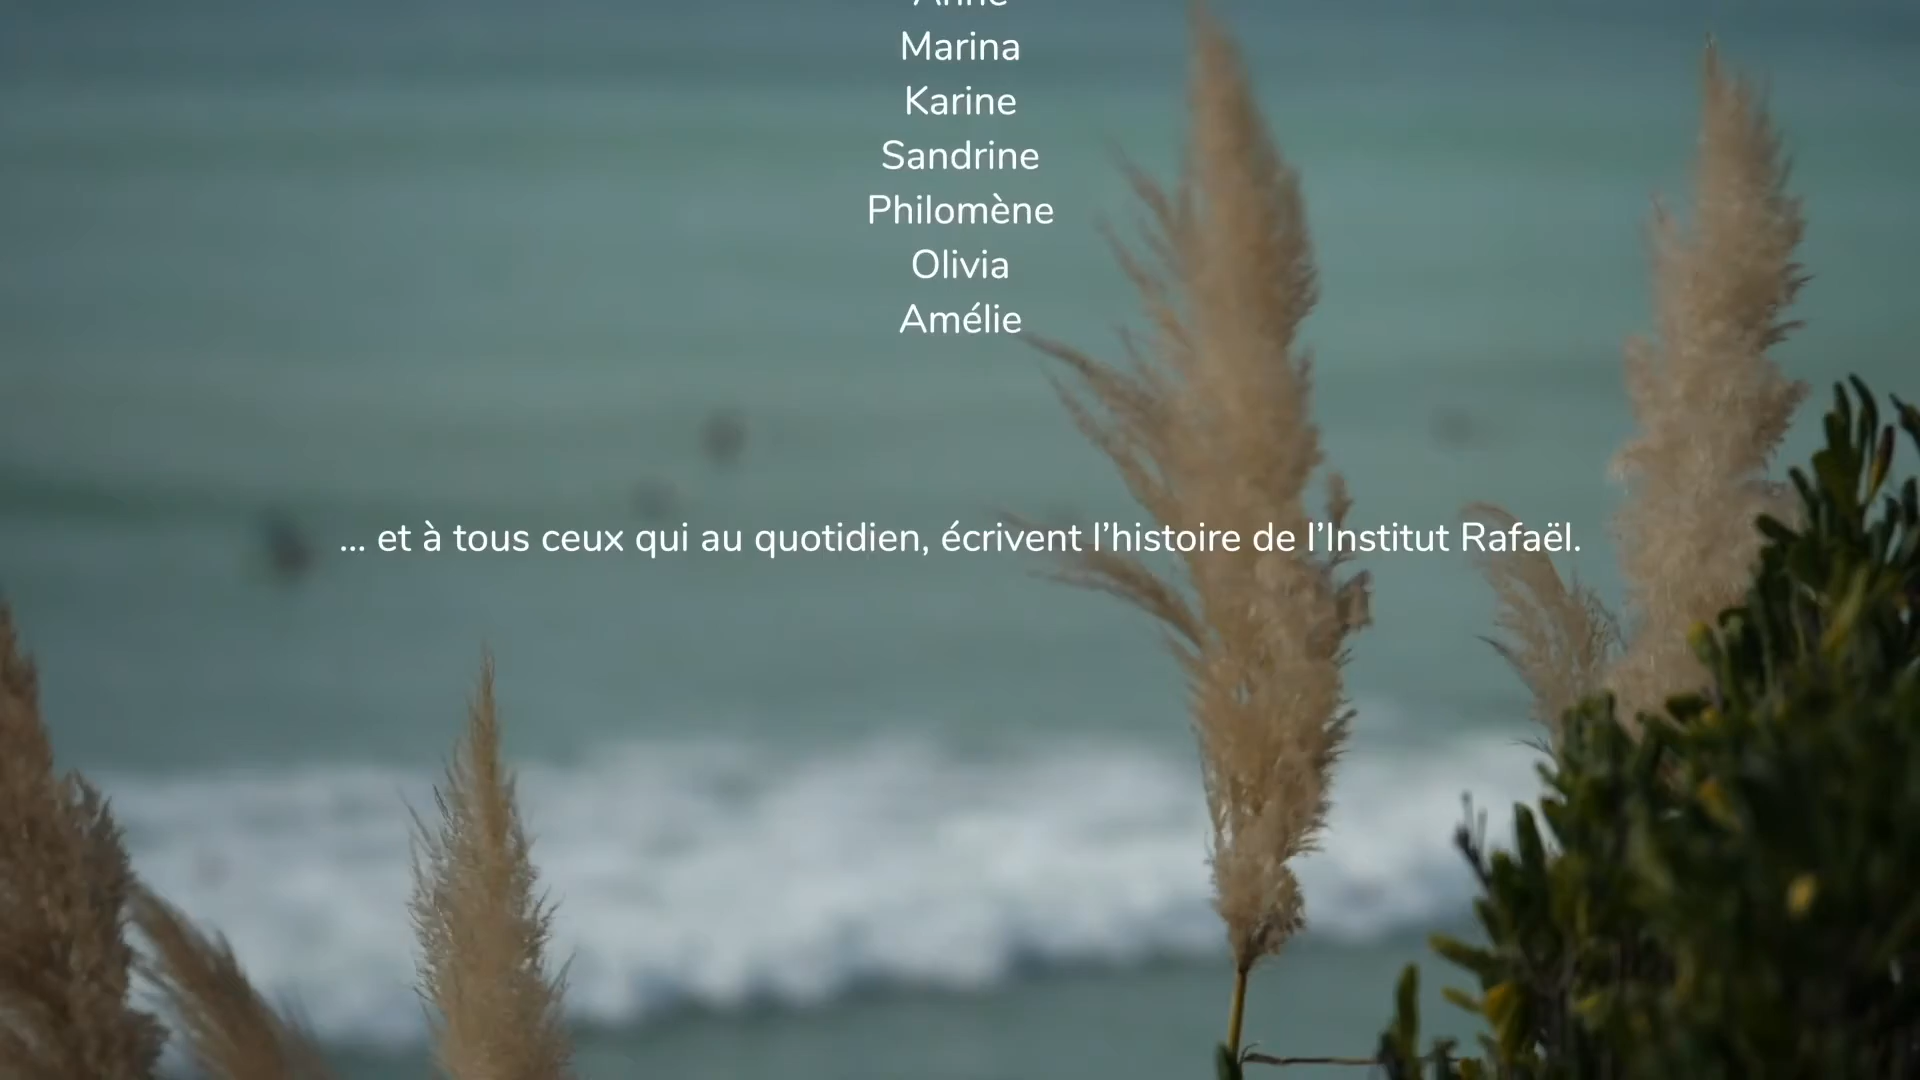 Marina
Karine
Sandrine
Philomène
Olivia
Amélie
... et à tous ceux qui au quotidien, écrivent l’histoire de l’Institut Rafaël.